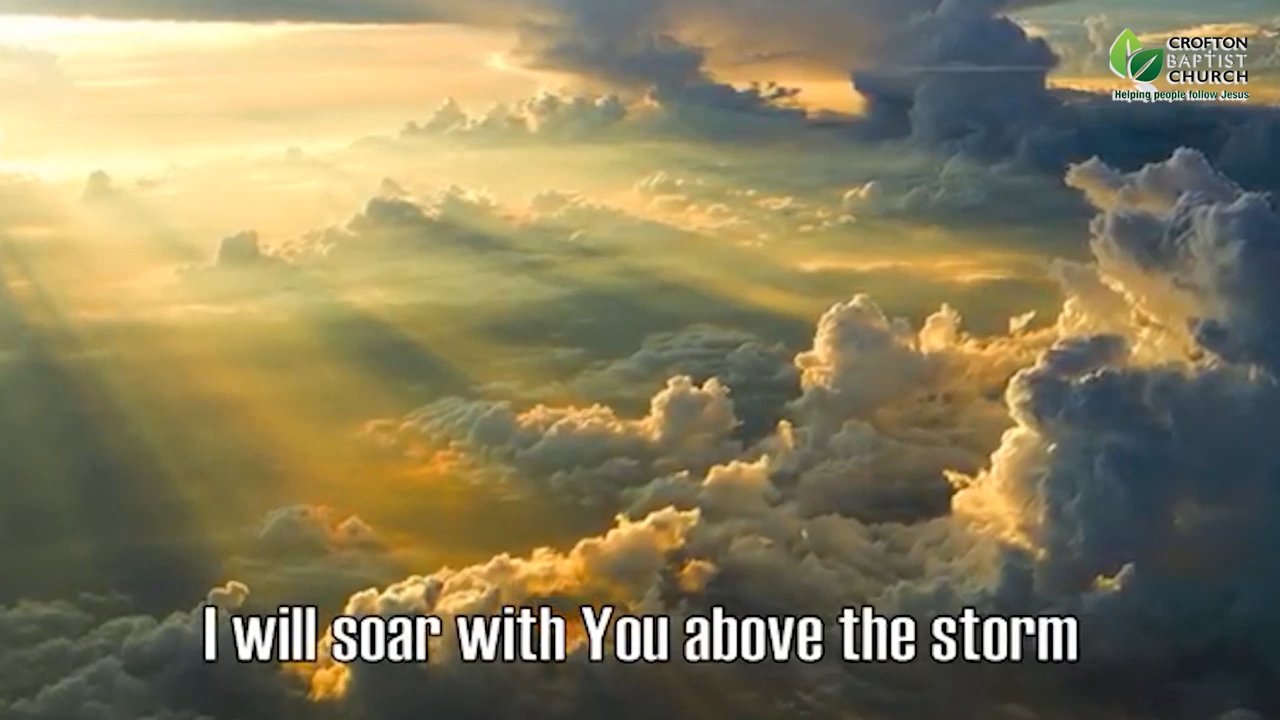 CROFTON
BAPTIST
CHURCH
Helping people follow Jesus
I will soar with You above the storm